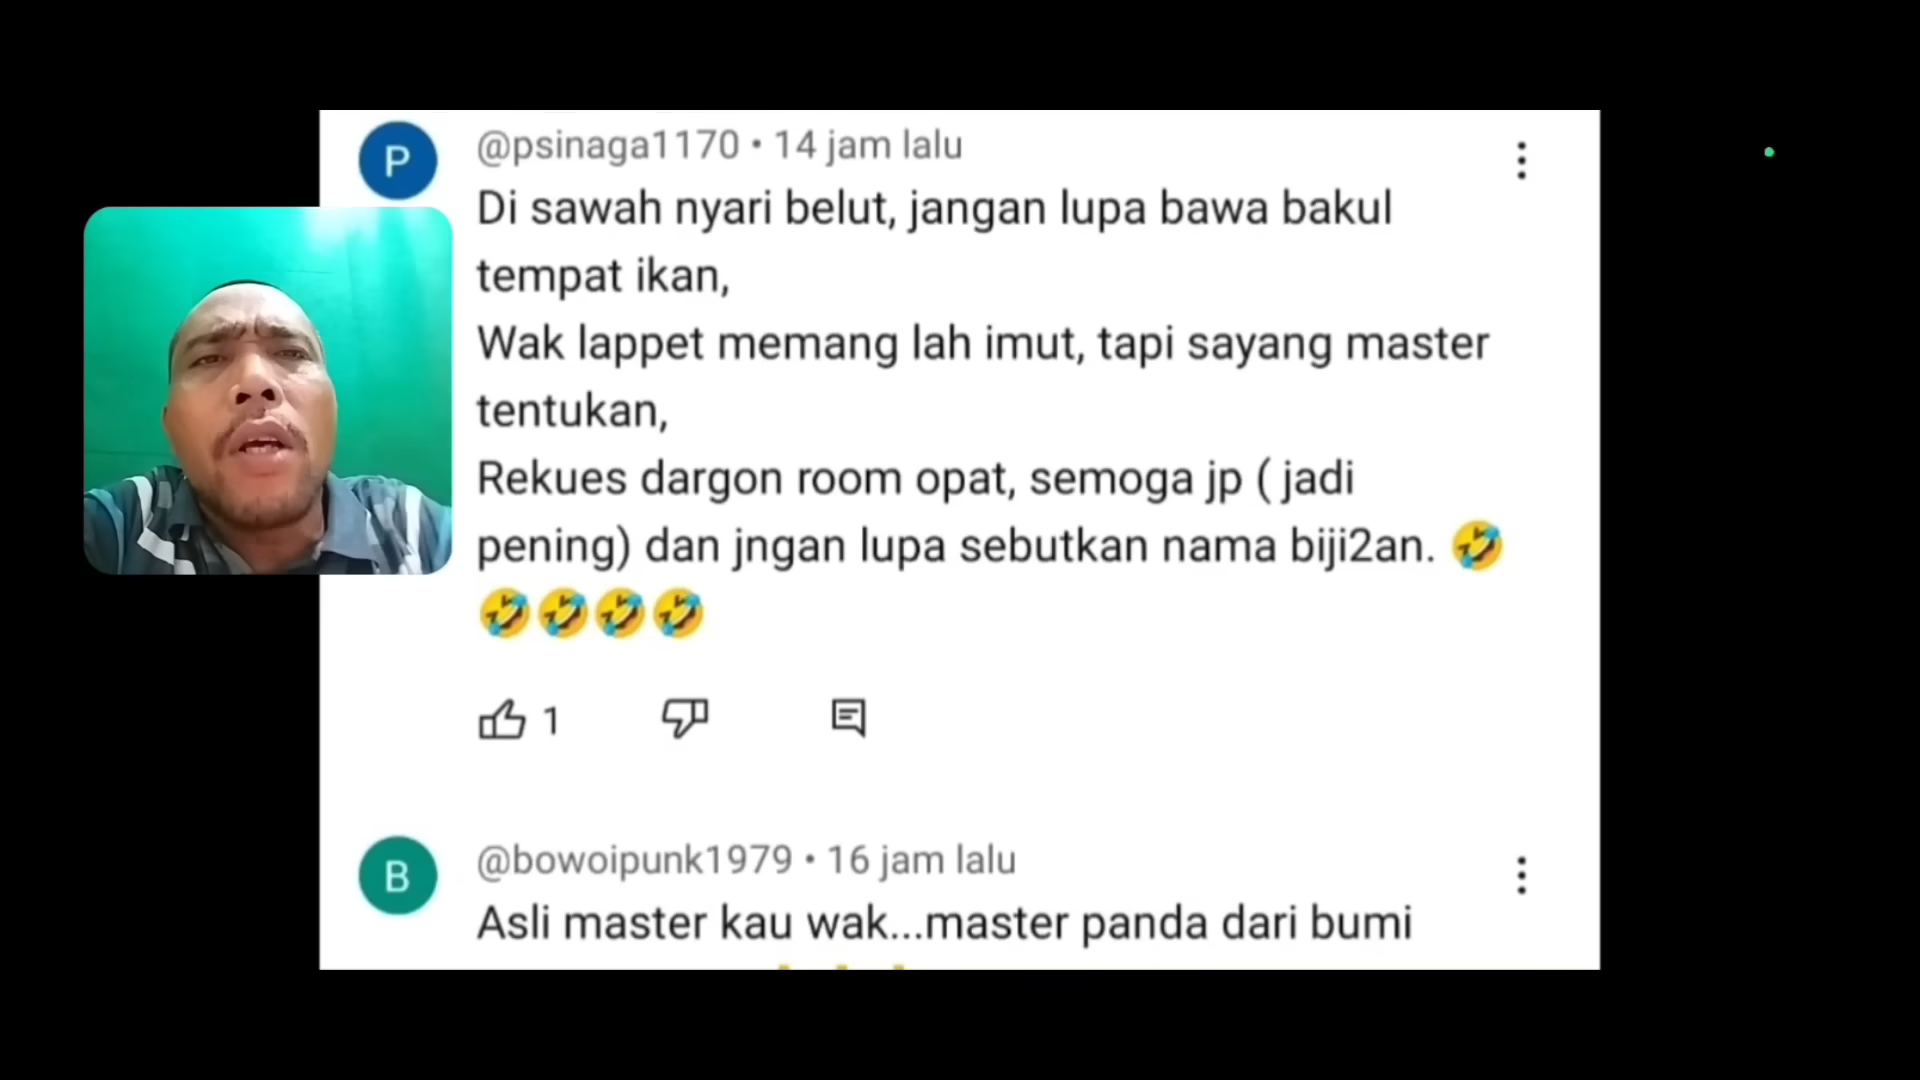 P
@psinaga1170 • 14 jam lalu
Di sawah nyari belut, jangan lupa bawa bakul
tempat ikan,
Wak lappet memang lah imut, tapi sayang master
tentukan,
Rekues dargon room opat, semoga jp ( jadi
pening) dan jngan lupa sebutkan nama biji2an. 🤣
🤣🤣🤣🤣
1
B
@bowoipunk1979 • 16 jam lalu
Asli master kau wak...master panda dari bumi